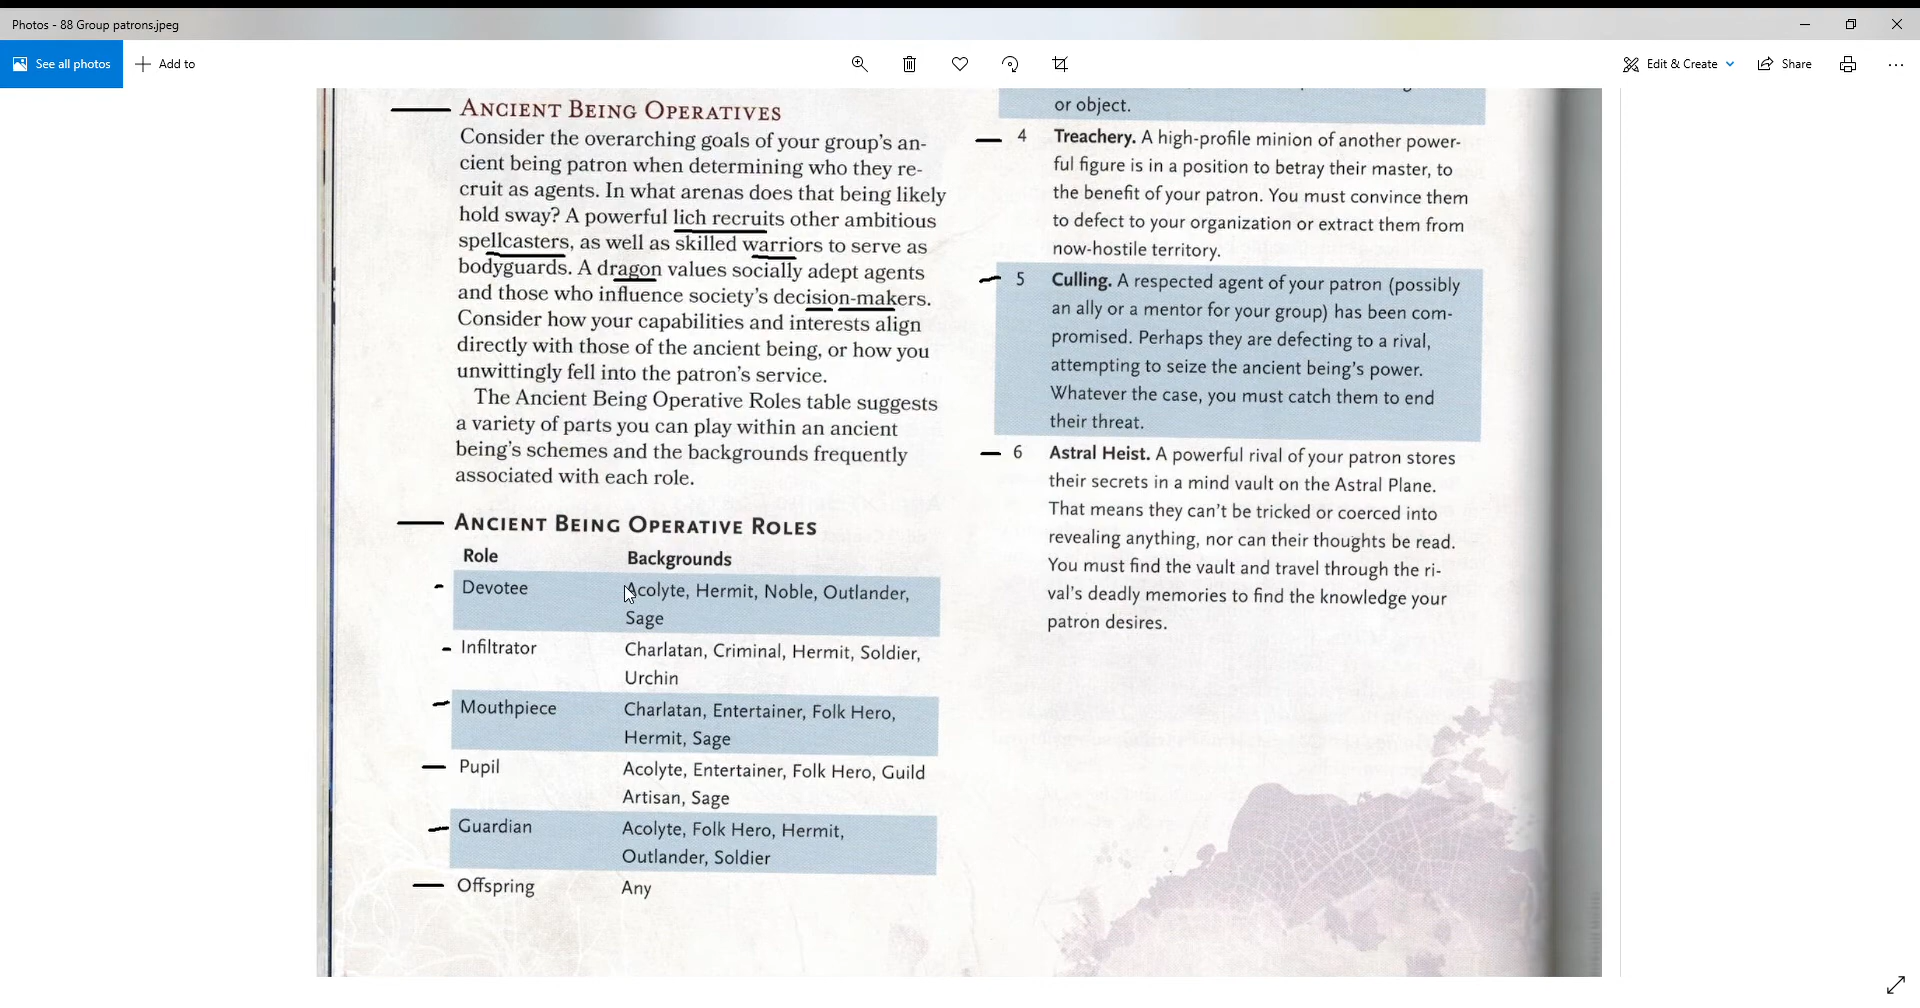 Photos - 88 Group patrons.jpeg
See all photos
Add to
Edit & Create
Share
ANCIENT BEING OPERATIVES
Consider the overarching goals of your group's an-
cient being patron when determining who they re-
cruit as agents. In what arenas does that being likely
hold sway? A powerful lich recruits other ambitious
spellcasters, as well as skilled warriors to serve as
bodyguards. A dragon values socially adept agents
and those who influence society's decision-makers.
Consider how your capabilities and interests align
directly with those of the ancient being, or how you
unwittingly fell into the patron's service.
The Ancient Being Operative Roles table suggests
a variety of parts you can play within an ancient
being's schemes and the backgrounds frequently
associated with each role.
ANCIENT BEING OPERATIVE ROLES
Role Backgrounds
Devotee Acolyte, Hermit, Noble, Outlander,
Sage
Infiltrator Charlatan, Criminal, Hermit, Soldier,
Urchin
Mouthpiece Charlatan, Entertainer, Folk Hero,
Hermit, Sage
Pupil Acolyte, Entertainer, Folk Hero, Guild
Artisan, Sage
Guardian Acolyte, Folk Hero, Hermit,
Outlander, Soldier
Offspring Any
or object.
4 Treachery. A high-profile minion of another power-
ful figure is in a position to betray their master, to
the benefit of your patron. You must convince them
to defect to your organization or extract them from
now-hostile territory.
5 Culling. A respected agent of your patron (possibly
an ally or a mentor for your group) has been com-
promised. Perhaps they are defecting to a rival,
attempting to seize the ancient being's power.
Whatever the case, you must catch them to end
their threat.
6 Astral Heist. A powerful rival of your patron stores
their secrets in a mind vault on the Astral Plane.
That means they can't be tricked or coerced into
revealing anything, nor can their thoughts be read.
You must find the vault and travel through the ri-
val's deadly memories to find the knowledge your
patron desires.